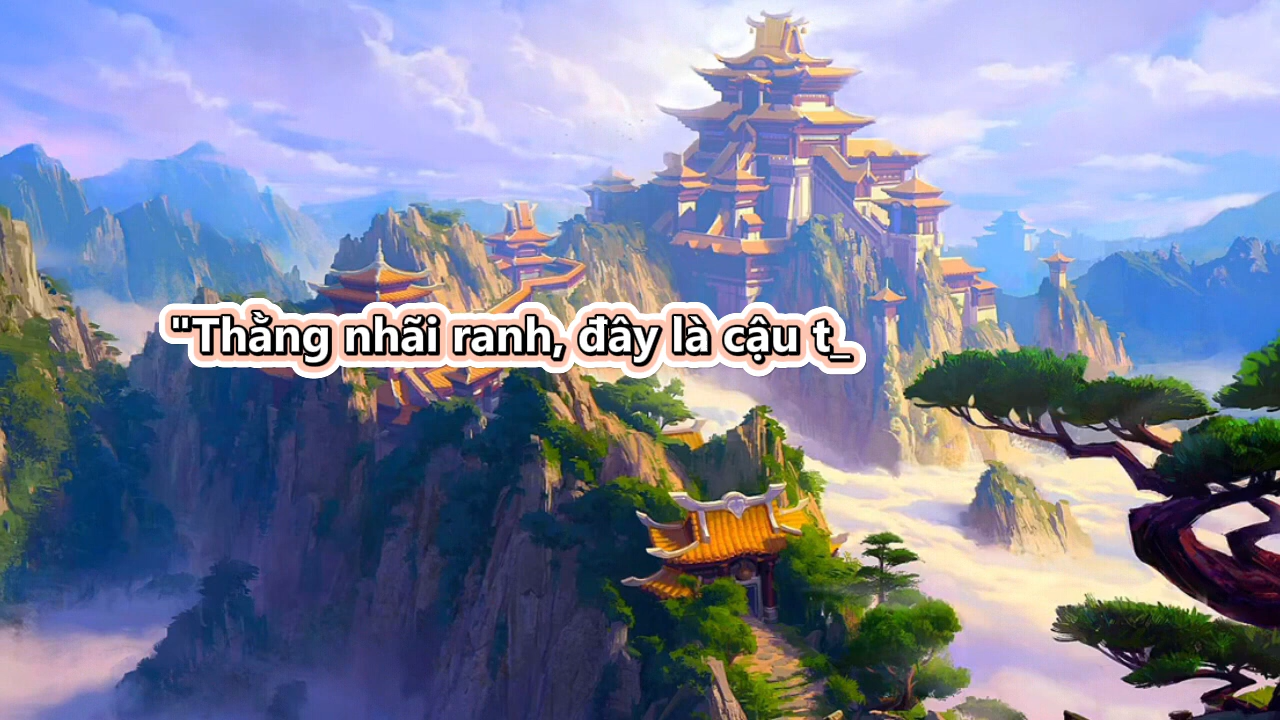 "Thằng nhãi ranh, đây là cậu t_